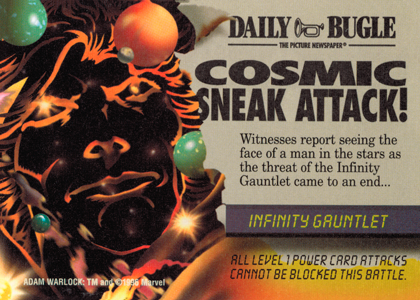 DAILY BUGLE
THE PICTURE NEWSPAPER®
COSMIC
SNEAK ATTACK!
Witnesses report seeing the
face of a man in the stars as
the threat of the Infinity
Gauntlet came to an end...
INFINITY GAUNTLET
ALL LEVEL 1 POWER CARD ATTACKS
CANNOT BE BLOCKED THIS BATTLE.
ADAM WARLOCK: TM and ©1995 Marvel